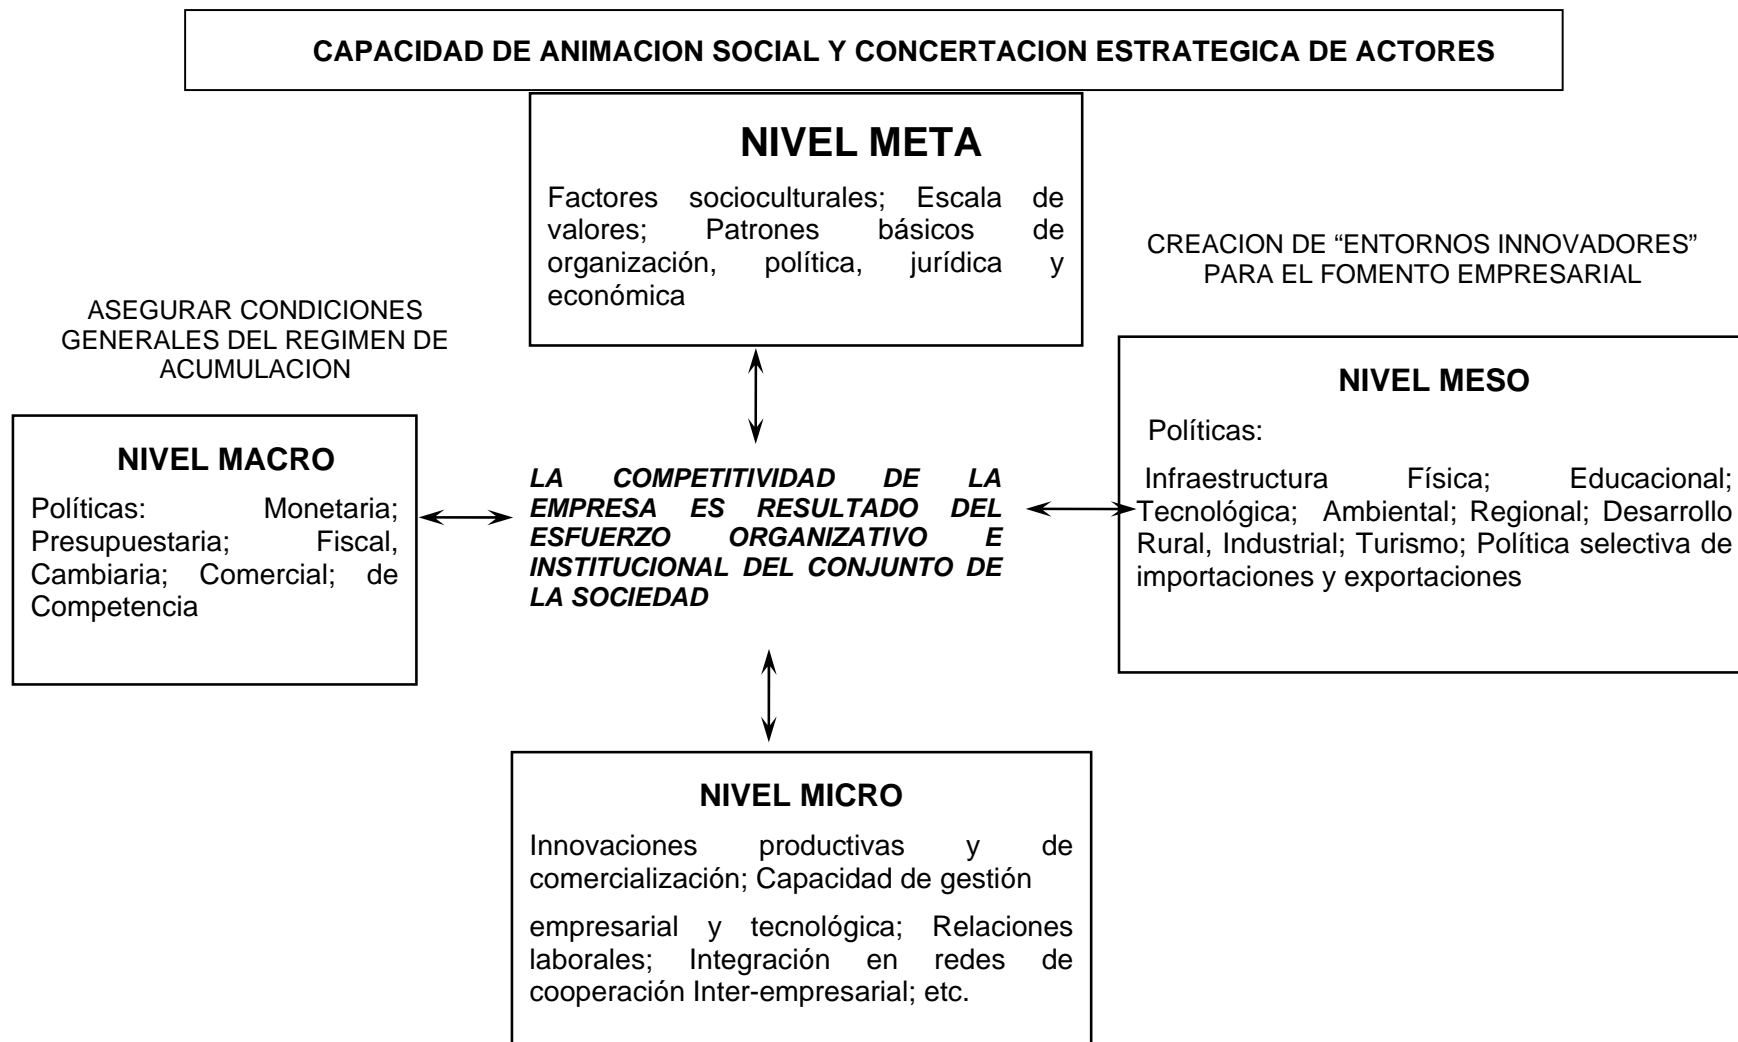 CAPACIDAD DE ANIMACION SOCIAL Y CONCERTACION ESTRATEGICA DE ACTORES
NIVEL META
Factores socioculturales; Escala de
valores; Patrones básicos de
organización, política, jurídica y
económica
CREACION DE “ENTORNOS INNOVADORES”
PARA EL FOMENTO EMPRESARIAL
ASEGURAR CONDICIONES
GENERALES DEL REGIMEN DE
ACUMULACION
NIVEL MESO
Políticas:
Infraestructura Física; Educacional;
Tecnológica; Ambiental; Regional; Desarrollo
Rural, Industrial; Turismo; Política selectiva de
importaciones y exportaciones
NIVEL MACRO
Políticas: Monetaria;
Presupuestaria; Fiscal,
Cambiaria; Comercial; de
Competencia
LA COMPETITIVIDAD DE LA
EMPRESA ES RESULTADO DEL
ESFUERZO ORGANIZATIVO E
INSTITUCIONAL DEL CONJUNTO DE
LA SOCIEDAD
NIVEL MICRO
Innovaciones productivas y de
comercialización; Capacidad de gestión
empresarial y tecnológica; Relaciones
laborales; Integración en redes de
cooperación Inter-empresarial; etc.